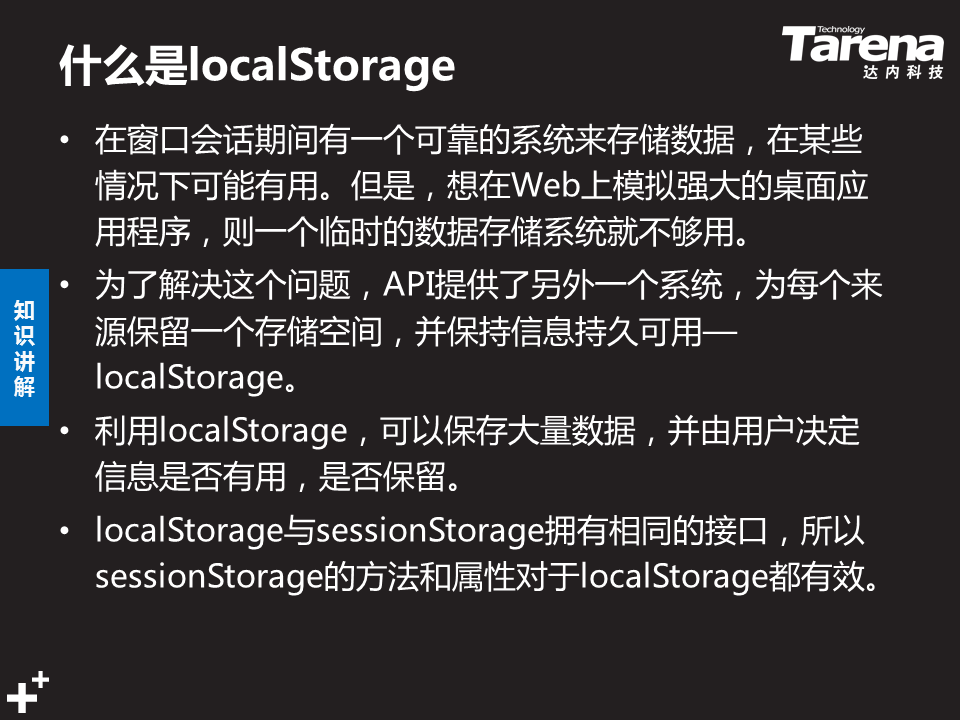 什么是localStorage
Technology
Tarena
达内科技
• 在窗口会话期间有一个可靠的系统来存储数据，在某些
情况下可能有用。但是，想在Web上模拟强大的桌面应
用程序，则一个临时的数据存储系统就不够用。
• 为了解决这个问题，API提供了另外一个系统，为每个来
源保留一个存储空间，并保持信息持久可用—
localStorage。
• 利用localStorage，可以保存大量数据，并由用户决定
信息是否有用，是否保留。
• localStorage与sessionStorage拥有相同的接口，所以
sessionStorage的方法和属性对于localStorage都有效。
知
识
讲
解